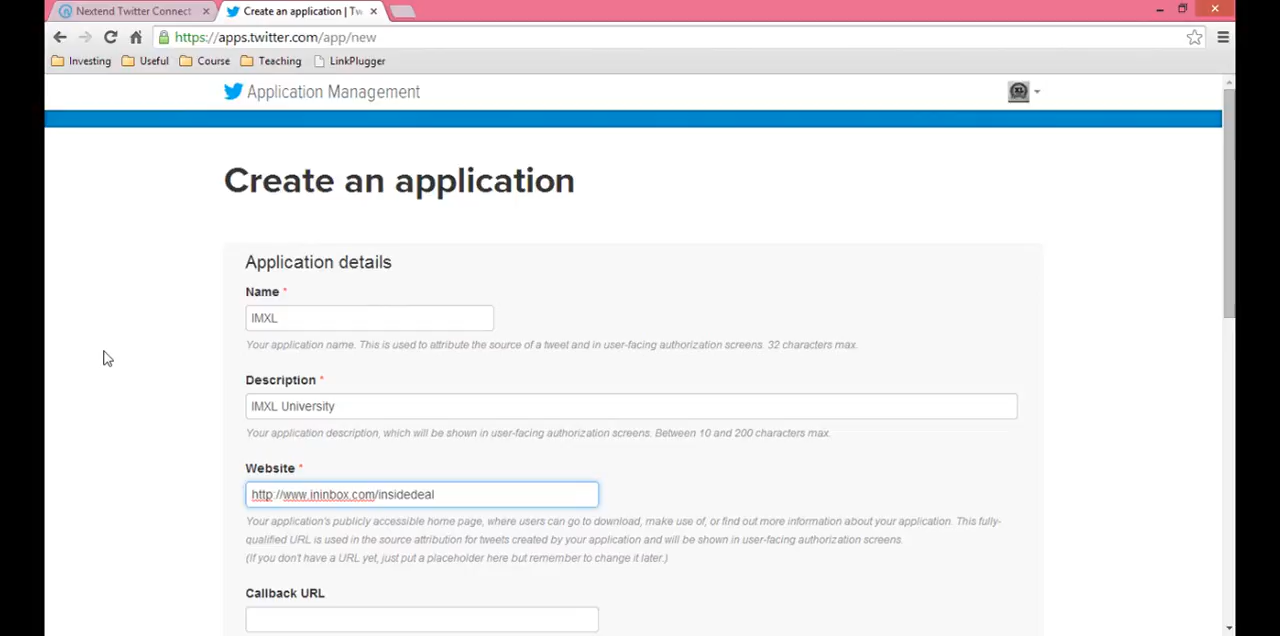 Nextend Twitter Connect
Create an application | Tw
https://apps.twitter.com/app/new
Investing
Useful
Course
Teaching
LinkPlugger
Application Management
Create an application
Application details
Name *
IMXL
Your application name. This is used to attribute the source of a tweet and in user-facing authorization screens. 32 characters max.
Description *
IMXL University
Your application description, which will be shown in user-facing authorization screens. Between 10 and 200 characters max.
Website *
http://www.ininbox.com/insidedeal
Your application's publicly accessible home page, where users can go to download, make use of, or find out more information about your application. This fully-
qualified URL is used in the source attribution for tweets created by your application and will be shown in user-facing authorization screens.
(If you don't have a URL yet, just put a placeholder here but remember to change it later.)
Callback URL